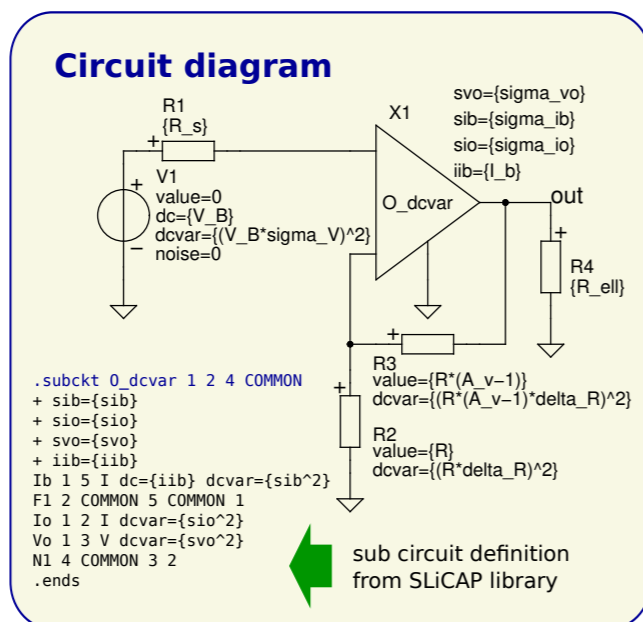 Circuit diagram
R1
{R_s}
V1
value=0
dc={V_B}
dcvar={(V_B*sigma_V)^2}
noise=0
X1
O_dcvar
svo={sigma_vo}
sib={sigma_ib}
sio={sigma_io}
iib={I_b}
out
R4
{R_ell}
R3
value={R*(A_v-1)}
dcvar={(R*(A_v-1)*delta_R)^2}
R2
value={R}
dcvar={(R*delta_R)^2}
.subckt O_dcvar 1 2 4 COMMON
+ sib={sib}
+ sio={sio}
+ svo={svo}
+ iib={iib}
Ib 1 5 I dc={iib} dcvar={sib^2}
F1 2 COMMON 5 COMMON 1
Io 1 2 I dcvar={sio^2}
Vo 1 3 V dcvar={svo^2}
N1 4 COMMON 3 2
.ends
sub circuit definition
from SLiCAP library